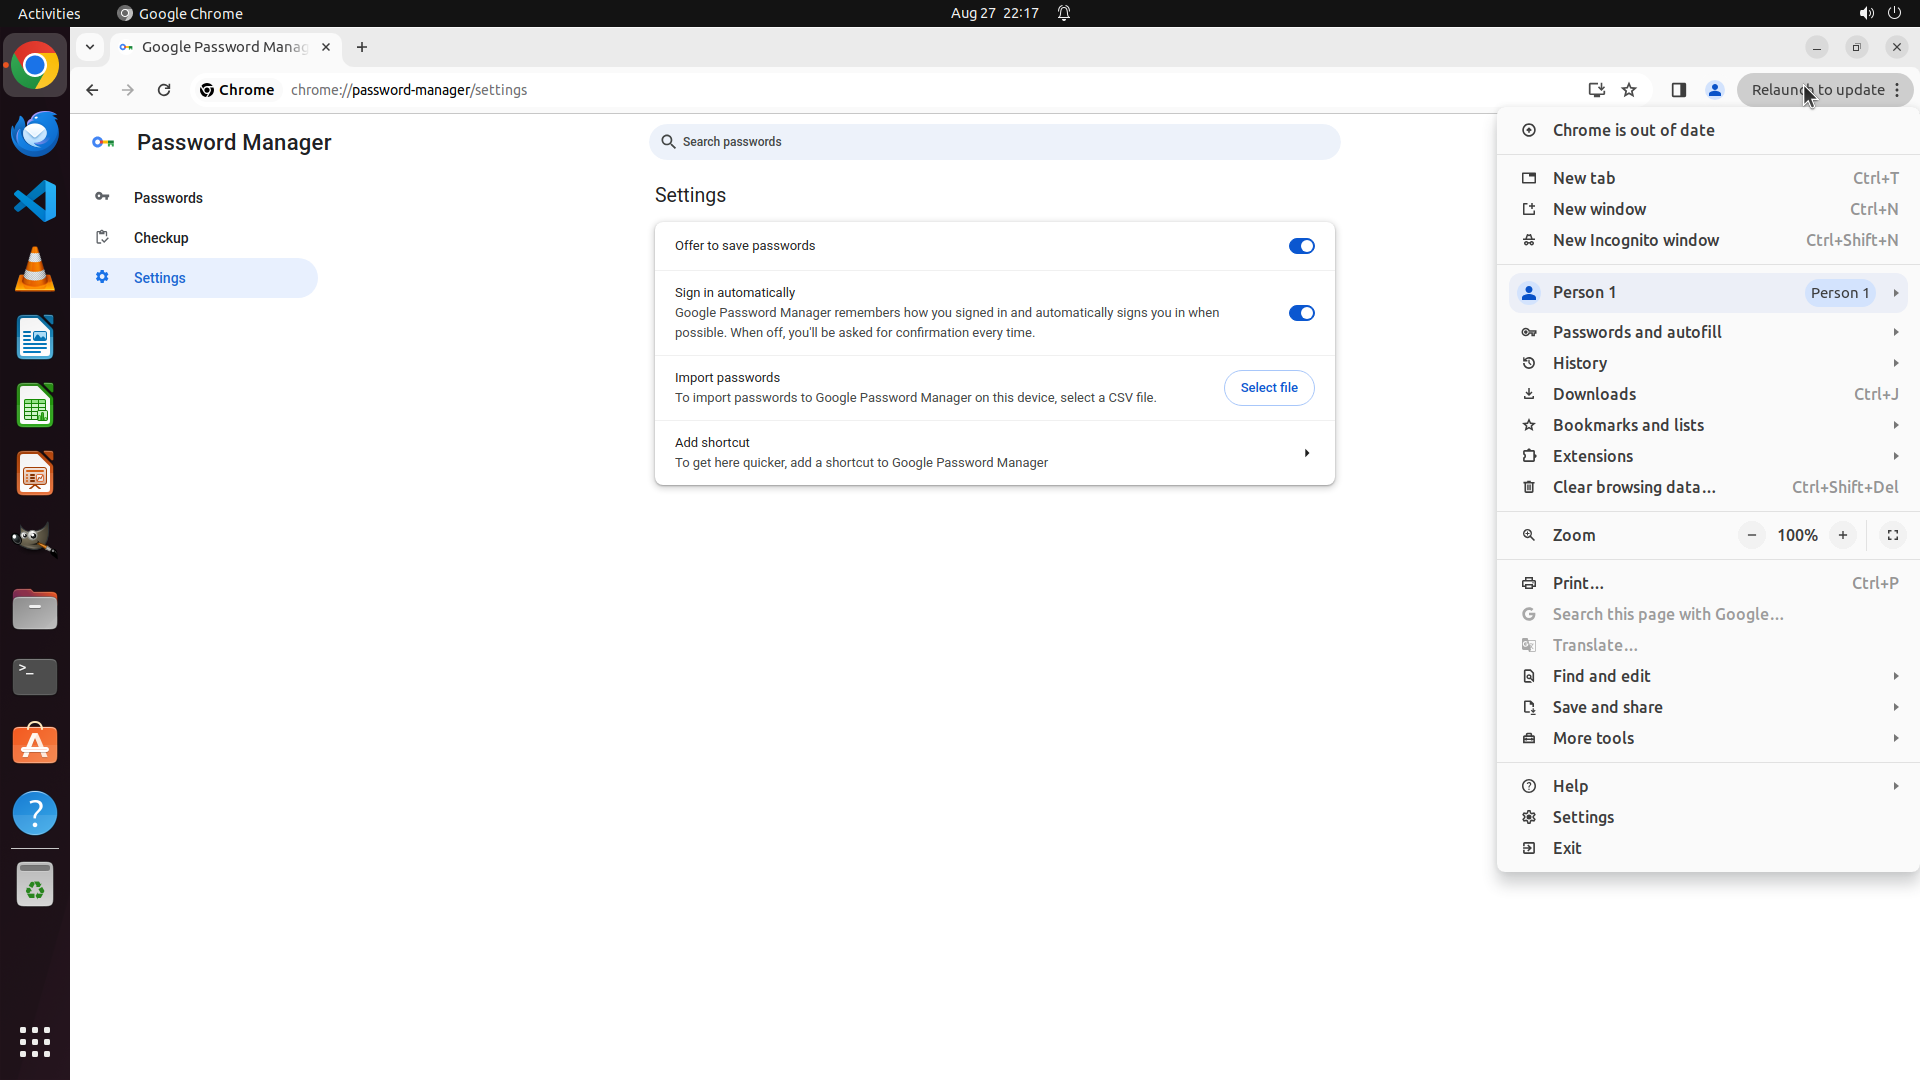 Activities
Google Chrome
Aug 27 22:17
Google Password Manag
Chrome
chrome://password-manager/settings
Relaunch to update
Password Manager
Search passwords
Passwords
Checkup
Settings
Settings
Offer to save passwords
Sign in automatically
Google Password Manager remembers how you signed in and automatically signs you in when
possible. When off, you'll be asked for confirmation every time.
Import passwords
To import passwords to Google Password Manager on this device, select a CSV file.
Select file
Add shortcut
To get here quicker, add a shortcut to Google Password Manager
Chrome is out of date
New tab Ctrl+T
New window Ctrl+N
New Incognito window Ctrl+Shift+N
Person 1 Person 1
Passwords and autofill
History
Downloads Ctrl+J
Bookmarks and lists
Extensions
Clear browsing data... Ctrl+Shift+Del
Zoom 100%
Print... Ctrl+P
Search this page with Google...
Translate...
Find and edit
Save and share
More tools
Help
Settings
Exit